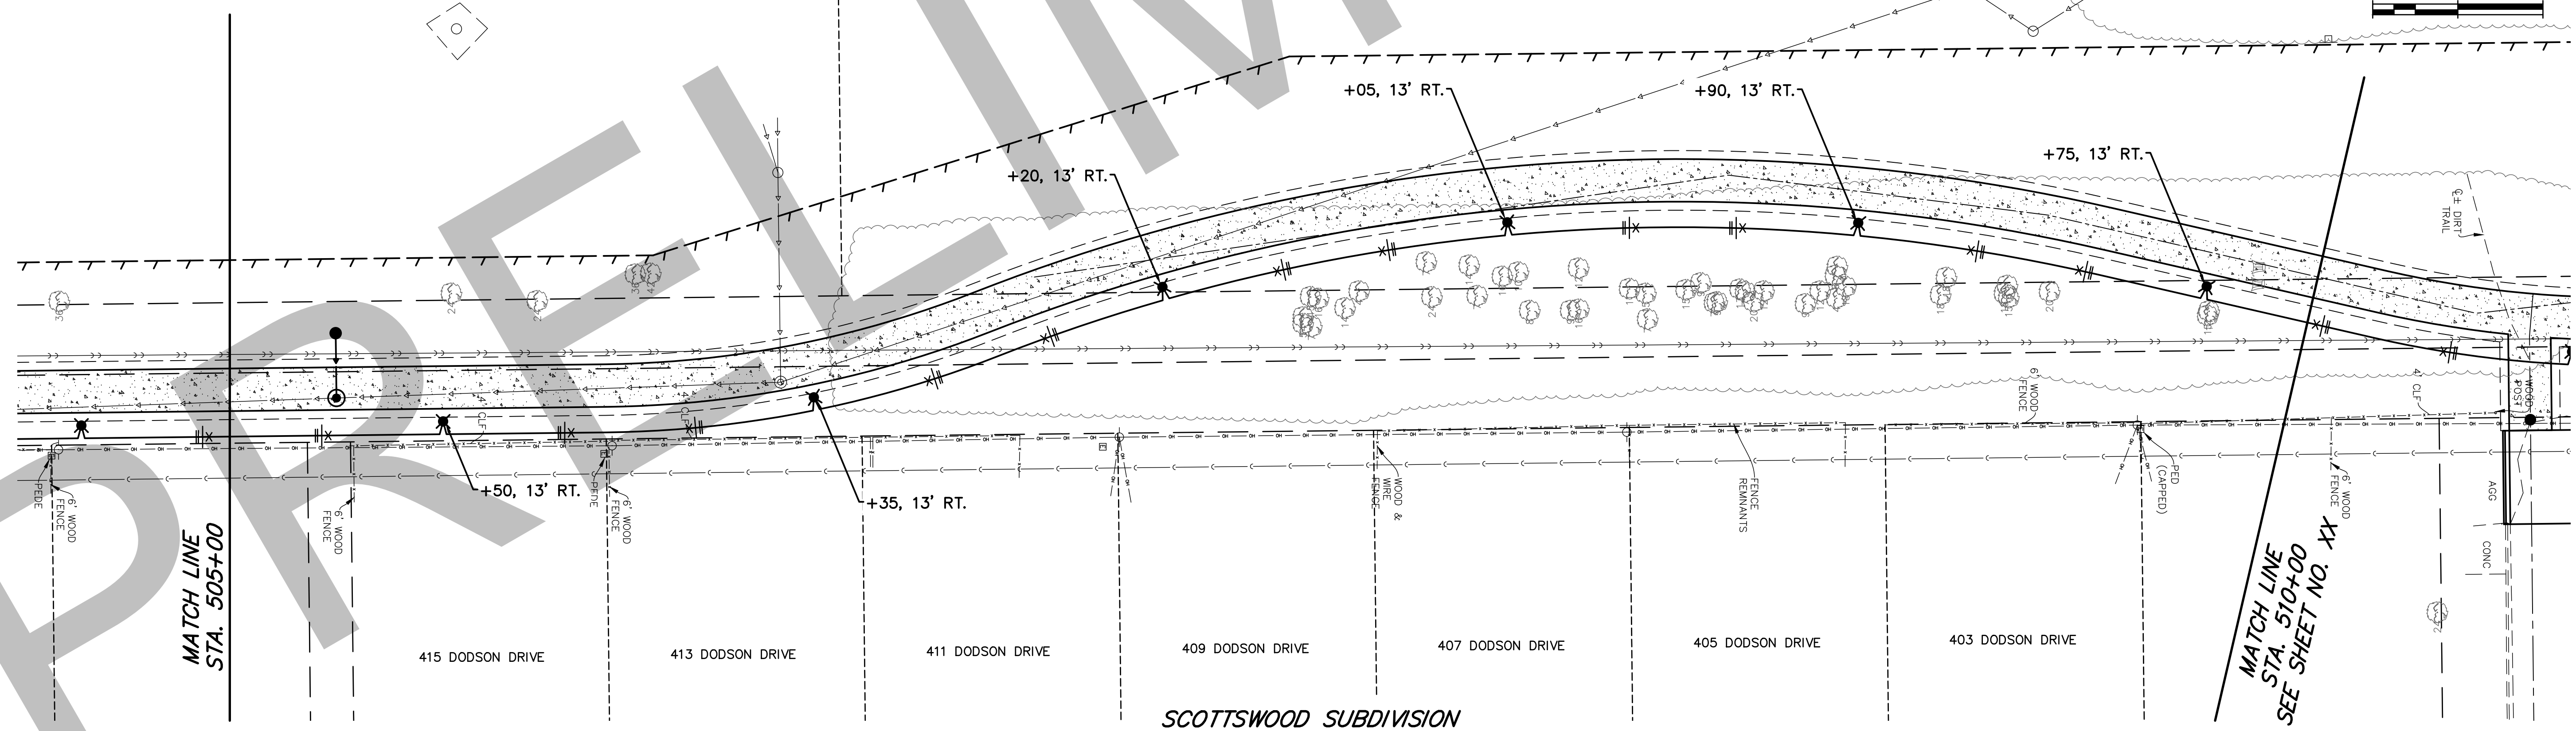 PRELIM
+05, 13' RT.
+90, 13' RT.
+20, 13' RT.
+75, 13' RT.
₵± DIRT
TRAIL
CLF
CLF
6' WOOD
FENCE
4' CLF
WOOD
POST
+50, 13' RT.
+35, 13' RT.
PEDE
6' WOOD
FENCE
6' WOOD
FENCE
PEDE
6' WOOD
FENCE
WOOD &
WIRE
FENCE
FENCE
REMNANTS
PED
(CAPPED)
6' WOOD
FENCE
AGG
CONC
MATCH LINE
STA. 505+00
415 DODSON DRIVE
413 DODSON DRIVE
411 DODSON DRIVE
409 DODSON DRIVE
407 DODSON DRIVE
405 DODSON DRIVE
403 DODSON DRIVE
MATCH LINE
STA. 510+00
SEE SHEET NO. XX
SCOTTSWOOD SUBDIVISION